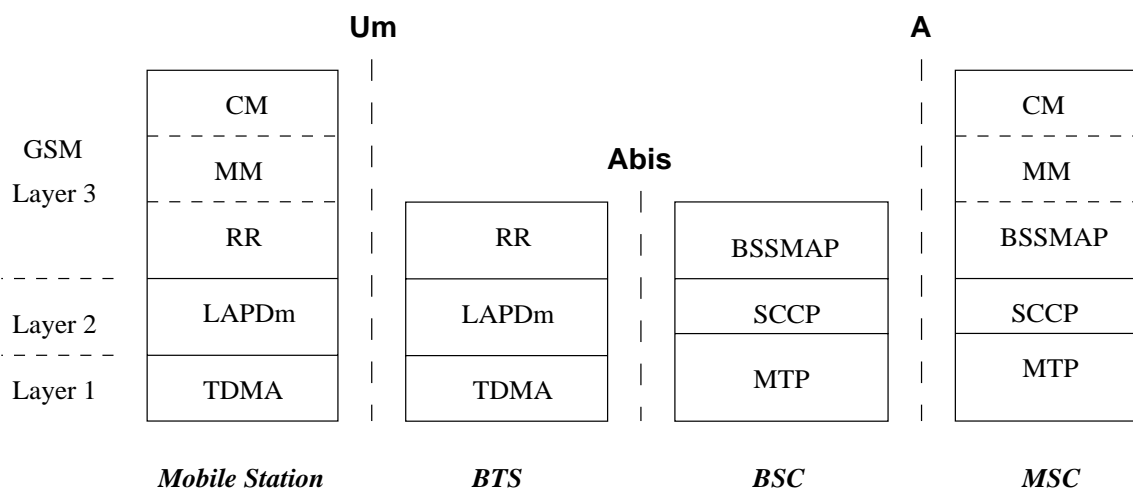 Um
A
CM
CM
GSM
Abis
MM
MM
Layer 3
RR
RR
BSSMAP
BSSMAP
LAPDm
LAPDm
SCCP
SCCP
Layer 2
MTP
MTP
Layer 1
TDMA
TDMA
Mobile Station
BTS
BSC
MSC